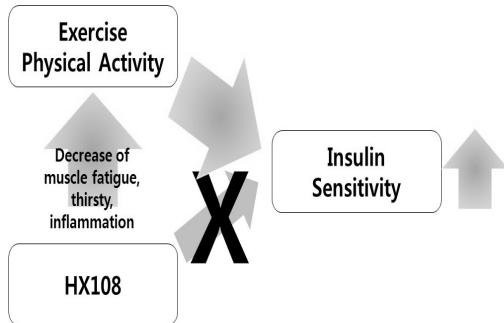 Exercise
Physical Activity
Decrease of
muscle fatigue,
thirsty,
inflammation
Insulin
Sensitivity
X
HX108